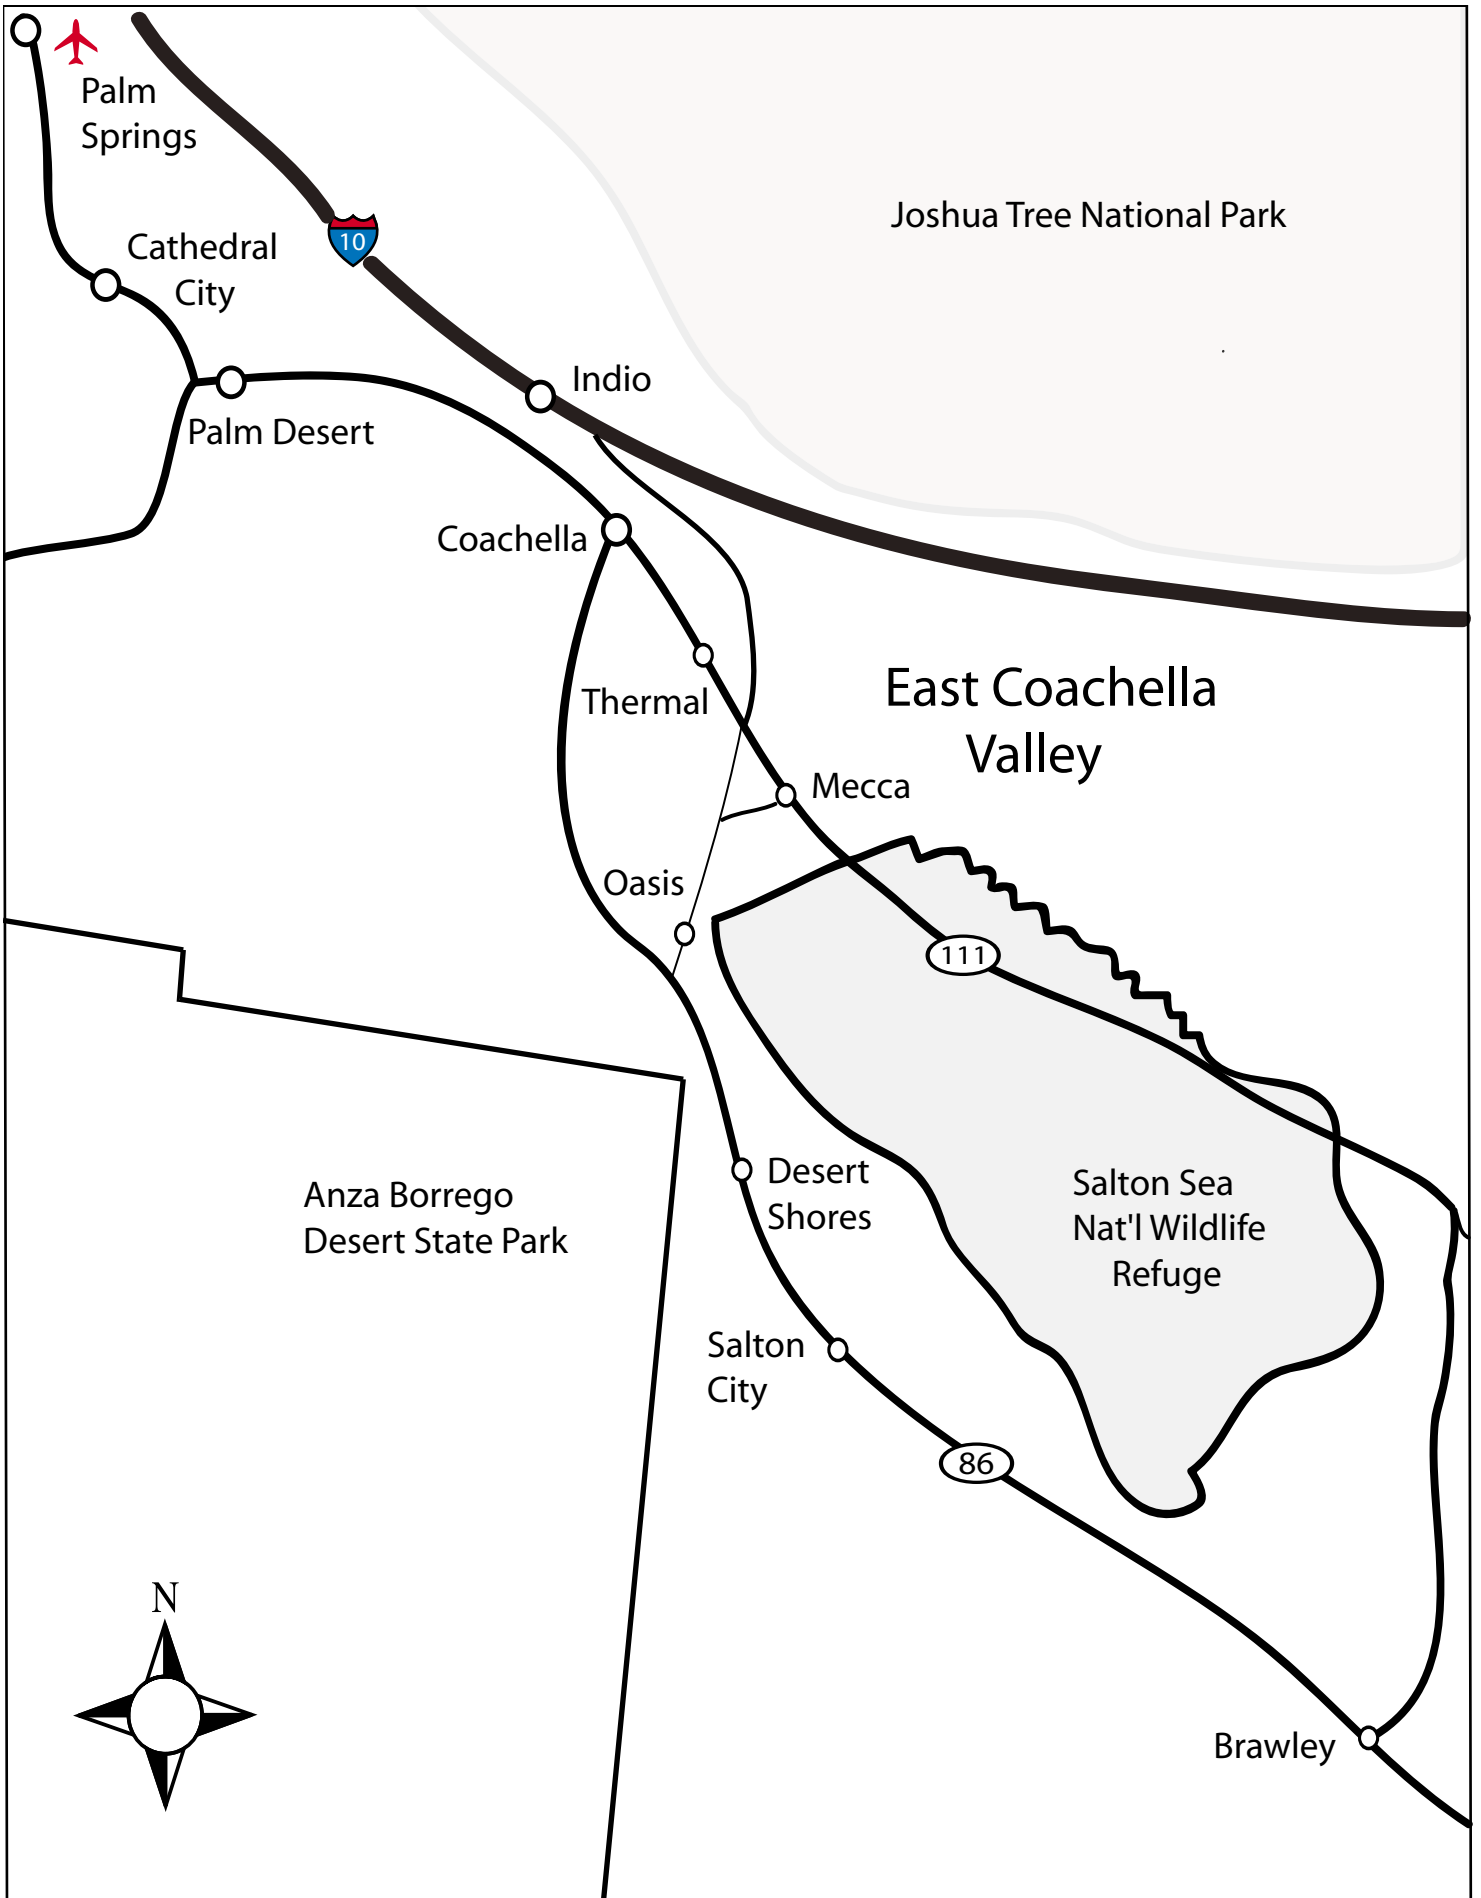 Palm
Springs
Joshua Tree National Park
10
Cathedral
City
Indio
Palm Desert
Coachella
East Coachella
Valley
Thermal
Mecca
Oasis
111
Desert
Shores
Salton Sea
Nat'l Wildlife
Refuge
Anza Borrego
Desert State Park
Salton
City
86
N
Brawley